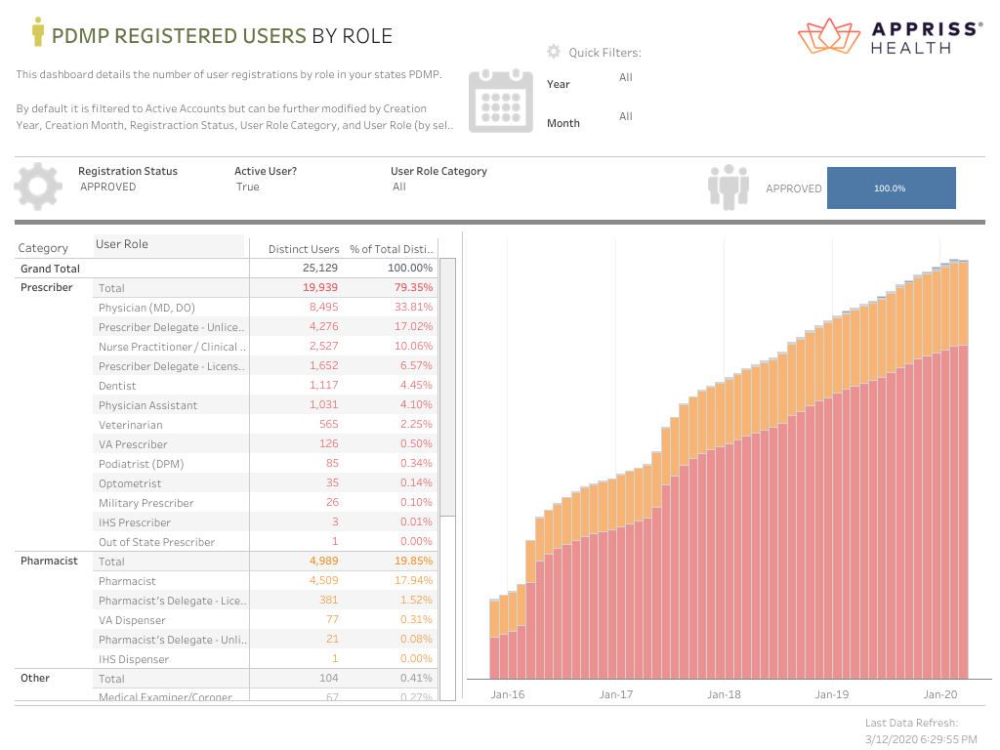 PDMP REGISTERED USERS BY ROLE
APPRISS®
HEALTH
Quick Filters:
This dashboard details the number of user registrations by role in your states PDMP.
By default it is filtered to Active Accounts but can be further modified by Creation
Year, Creation Month, Registraction Status, User Role Category, and User Role (by sel..
Year All
Month All
Registration Status Active User? User Role Category
APPROVED True All
APPROVED 100.0%
Category User Role Distinct Users % of Total Disti..
Grand Total 25,129 100.00%
Prescriber Total 19,939 79.35%
Physician (MD, DO) 8,495 33.81%
Prescriber Delegate - Unlice.. 4,276 17.02%
Nurse Practitioner / Clinical .. 2,527 10.06%
Prescriber Delegate - Licens.. 1,652 6.57%
Dentist 1,117 4.45%
Physician Assistant 1,031 4.10%
Veterinarian 565 2.25%
VA Prescriber 126 0.50%
Podiatrist (DPM) 85 0.34%
Optometrist 35 0.14%
Military Prescriber 26 0.10%
IHS Prescriber 3 0.01%
Out of State Prescriber 1 0.00%
Pharmacist Total 4,989 19.85%
Pharmacist 4,509 17.94%
Pharmacist's Delegate - Lice.. 381 1.52%
VA Dispenser 77 0.31%
Pharmacist's Delegate - Unli.. 21 0.08%
IHS Dispenser 1 0.00%
Other Total 104 0.41%
Medical Examiner/Coroner 67 0.27%
Jan-16 Jan-17 Jan-18 Jan-19 Jan-20
Last Data Refresh:
3/12/2020 6:29:55 PM